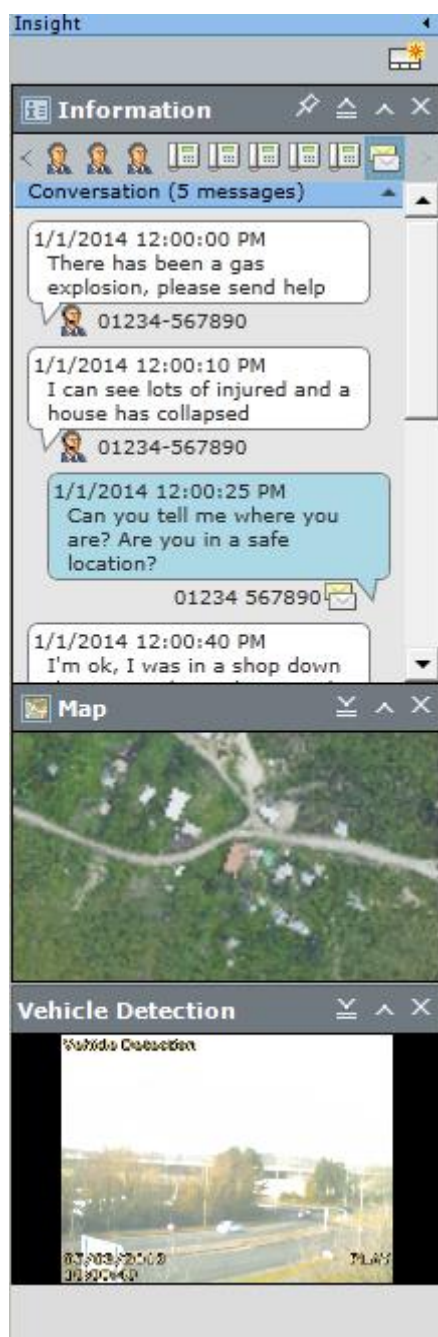 Insight
Information
Conversation (5 messages)
1/1/2014 12:00:00 PM
There has been a gas
explosion, please send help
01234-567890
1/1/2014 12:00:10 PM
I can see lots of injured and a
house has collapsed
01234-567890
1/1/2014 12:00:25 PM
Can you tell me where you
are? Are you in a safe
location?
01234 567890
1/1/2014 12:00:40 PM
I'm ok, I was in a shop down
Map
Vehicle Detection
Vehicle Detection
PLAY